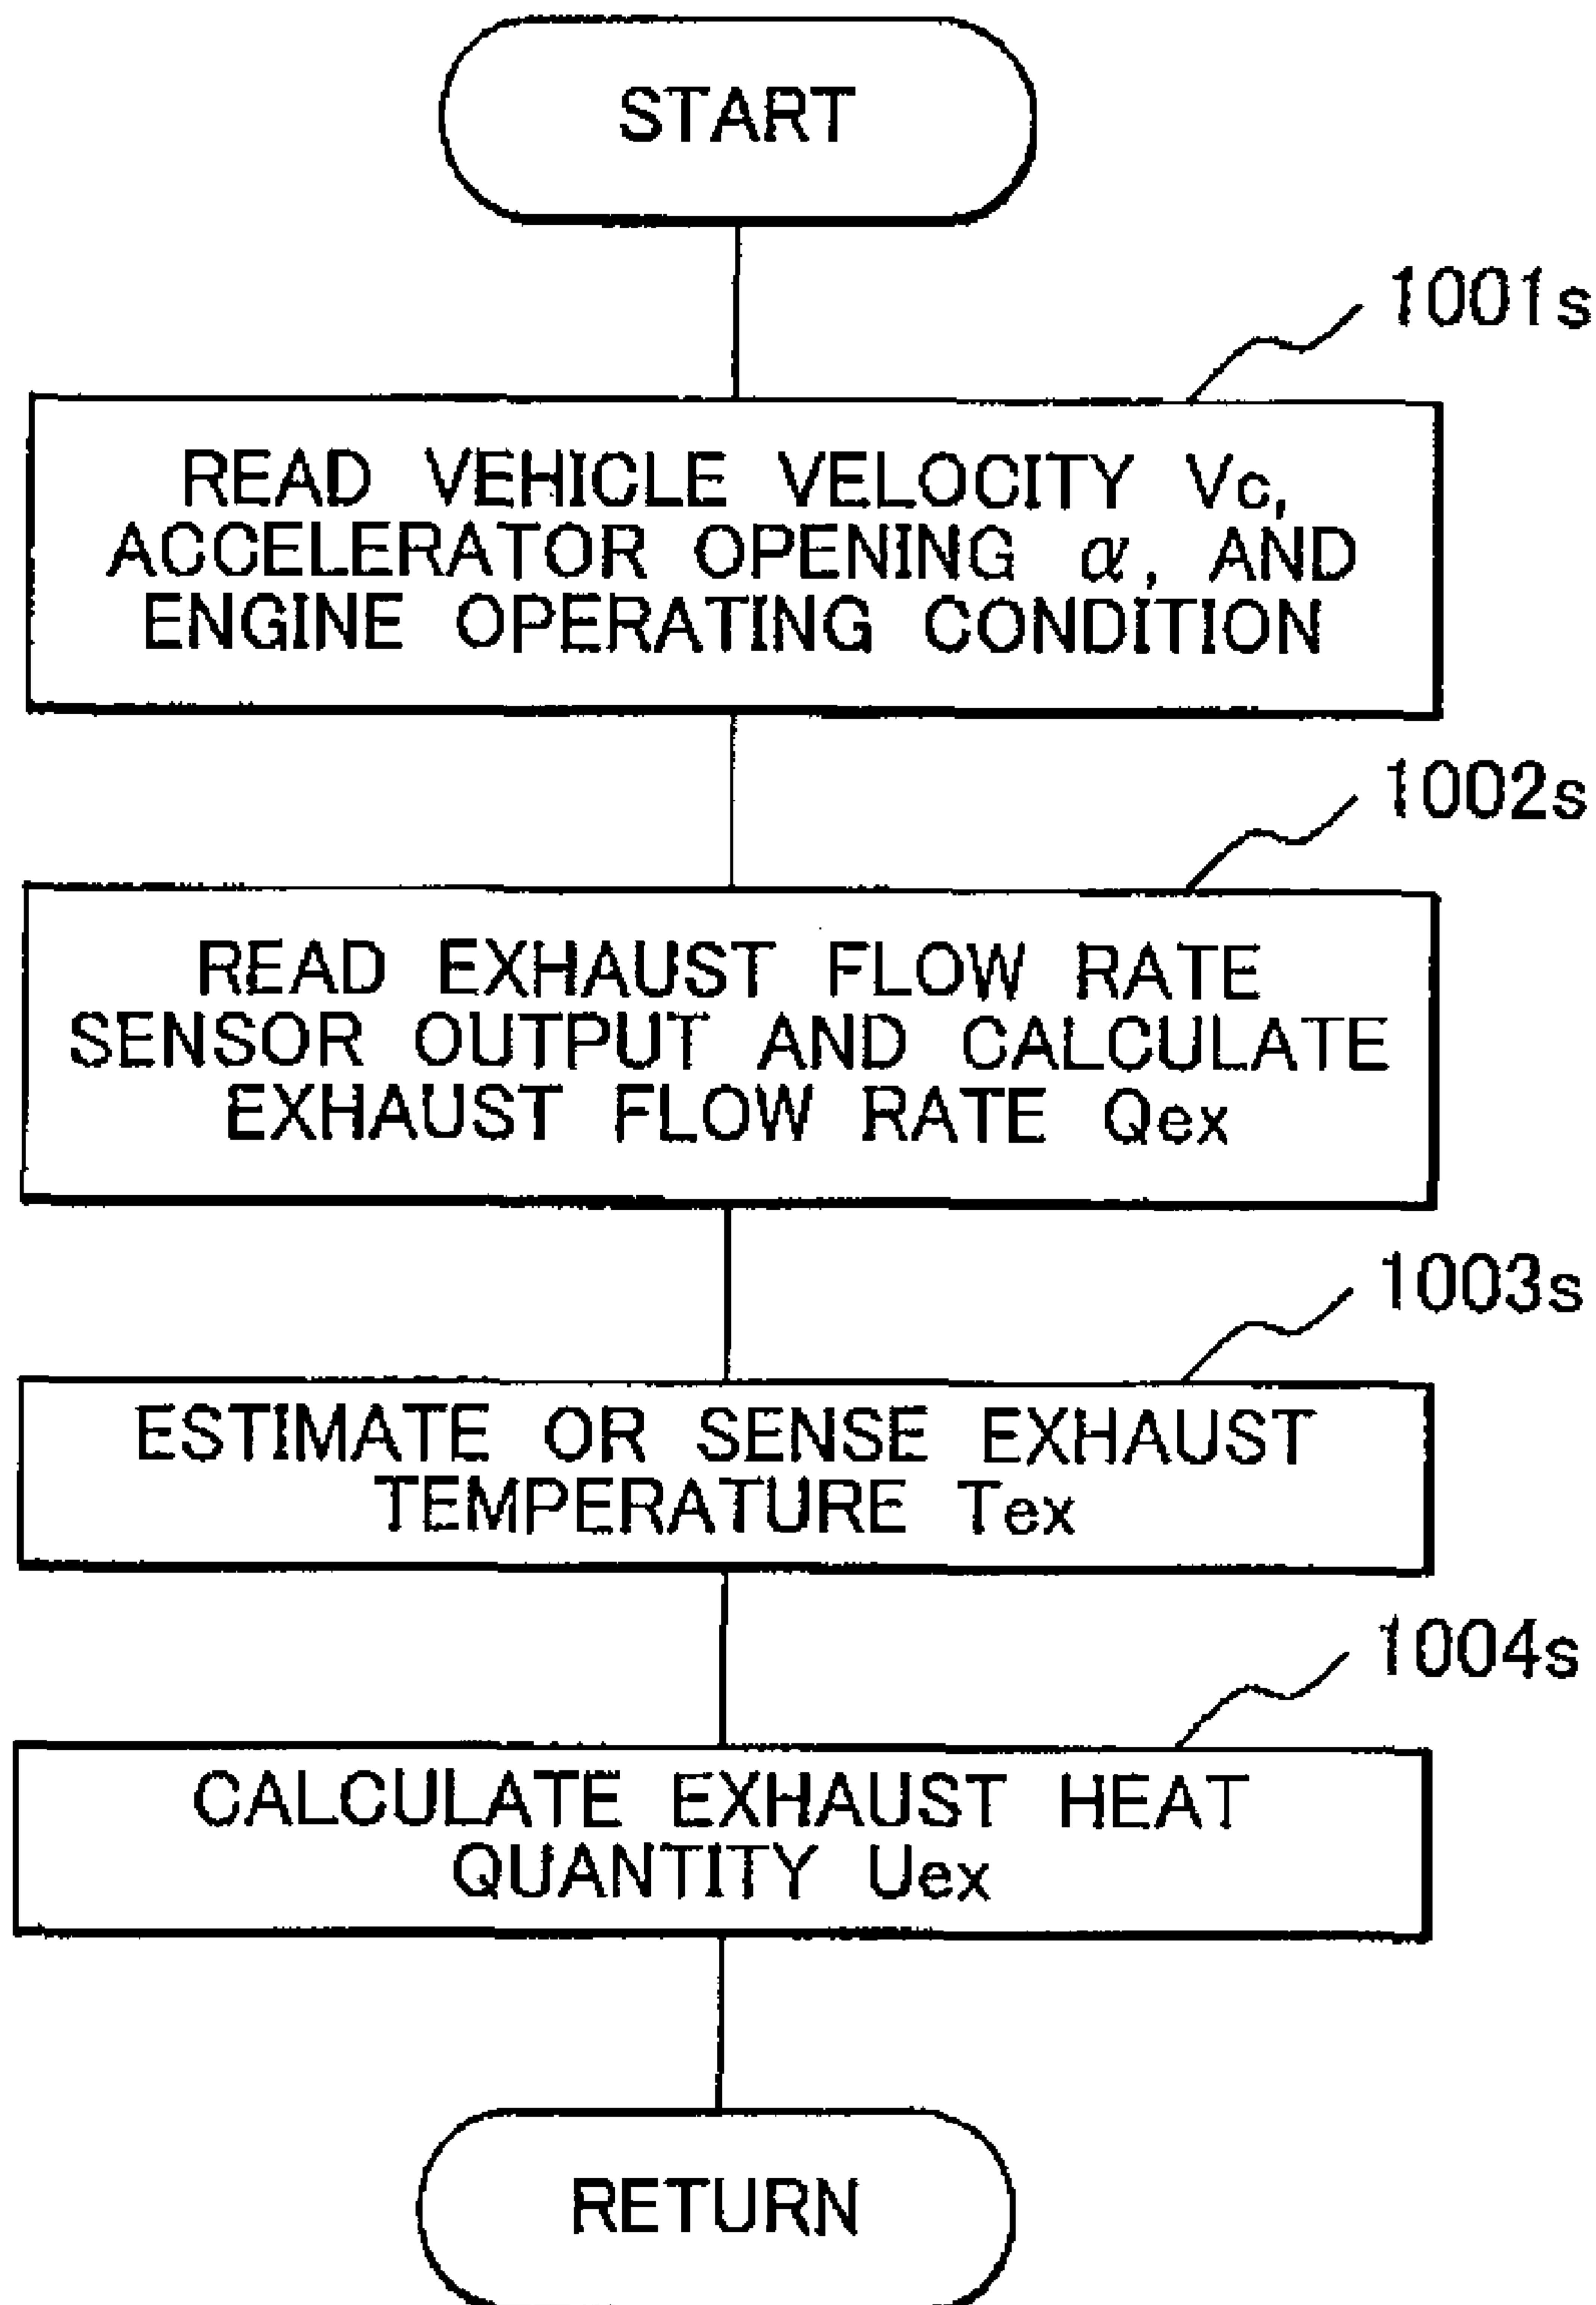 START
1001s
READ VEHICLE VELOCITY Vc,
ACCELERATOR OPENING α, AND
ENGINE OPERATING CONDITION
1002s
READ EXHAUST FLOW RATE
SENSOR OUTPUT AND CALCULATE
EXHAUST FLOW RATE Qex
1003s
ESTIMATE OR SENSE EXHAUST
TEMPERATURE Tex
1004s
CALCULATE EXHAUST HEAT
QUANTITY Uex
RETURN